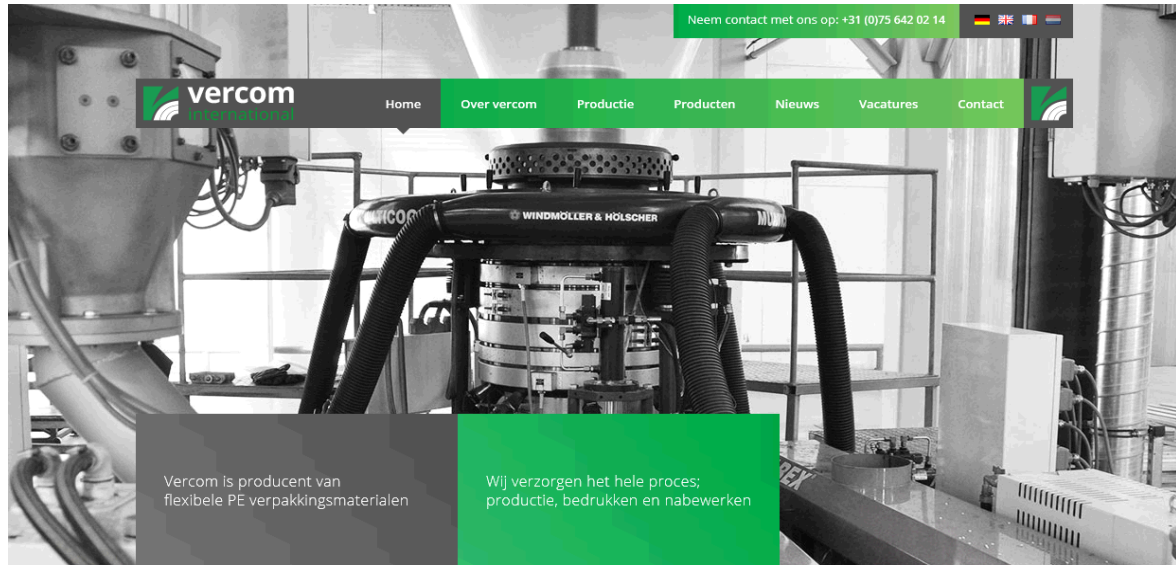 Neem contact met ons op: +31 (0)75 642 02 14
vercom
international
Home Over vercom Productie Producten Nieuws Vacatures Contact
WINDMÖLLER & HÖLSCHER
Vercom is producent van
flexibele PE verpakkingsmaterialen
Wij verzorgen het hele proces;
productie, bedrukken en nabewerken